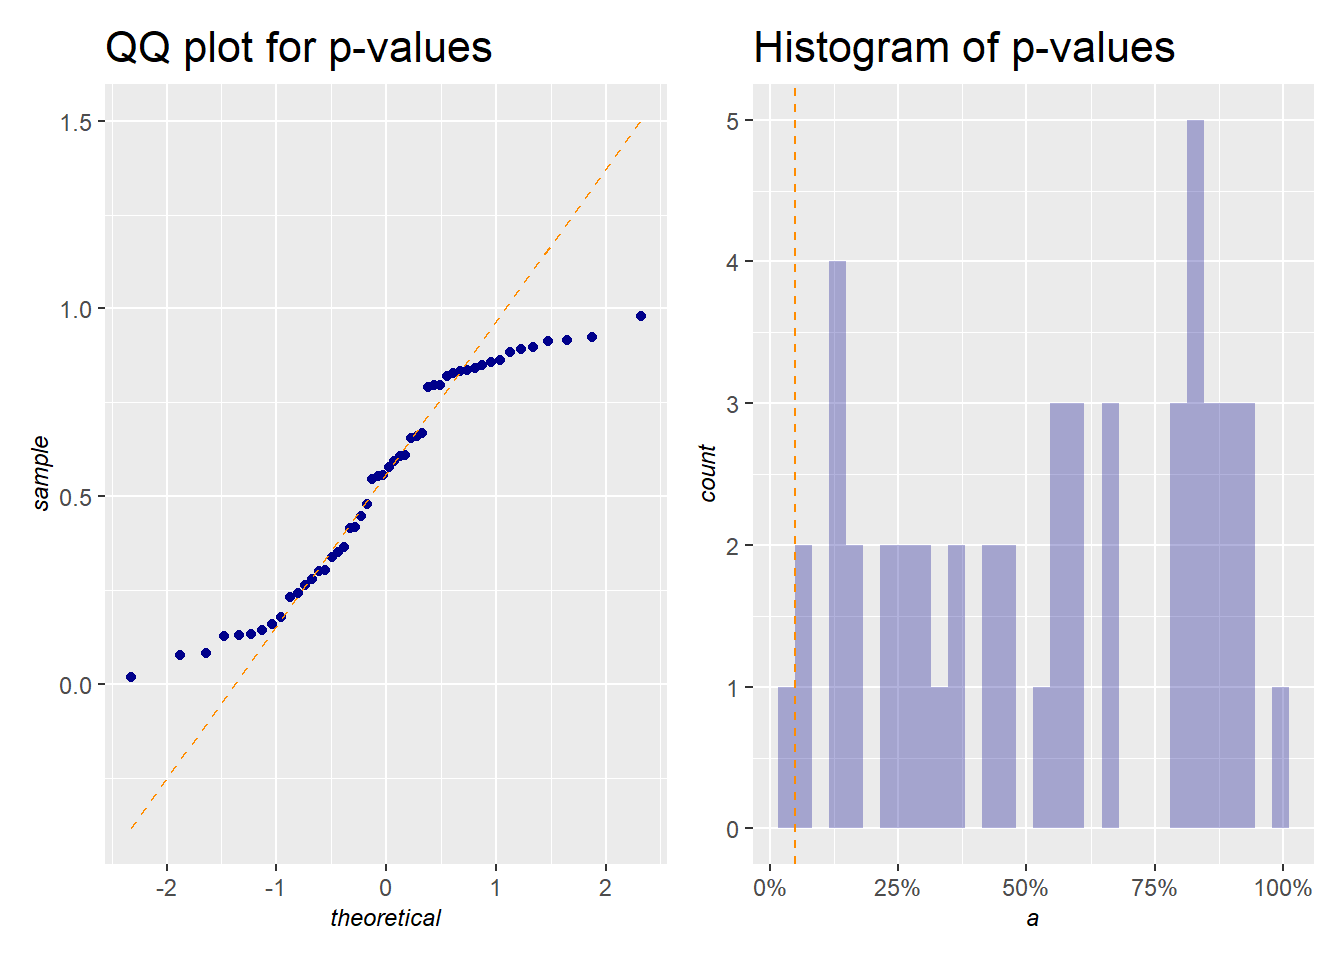 QQ plot for p-values
1.5
1.0
0.5
0.0
sample
-2 -1 0 1 2
theoretical
Histogram of p-values
5
4
3
2
1
0
count
0% 25% 50% 75% 100%
a